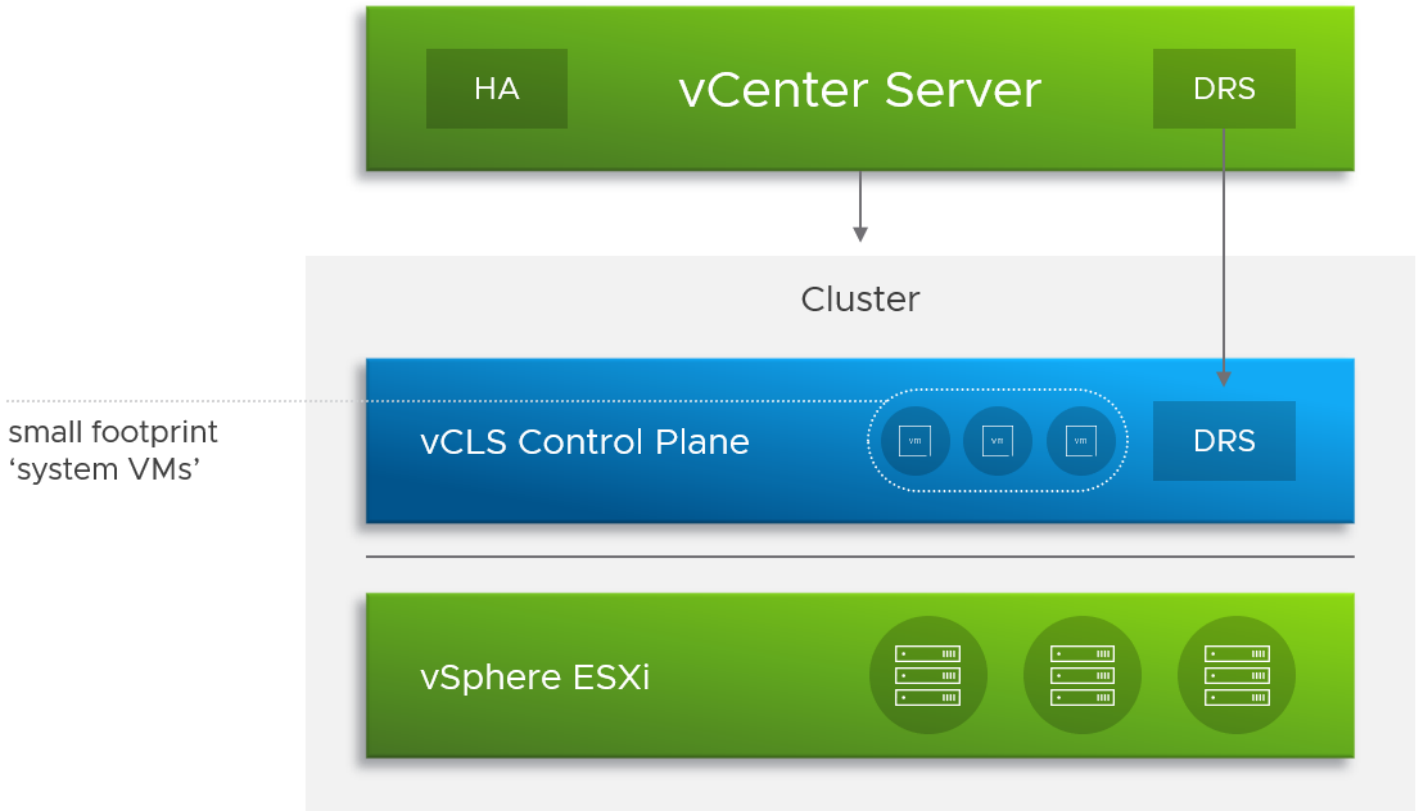 HA
vCenter Server
DRS
Cluster
small footprint
‘system VMs’
vCLS Control Plane
vm
vm
vm
DRS
vSphere ESXi